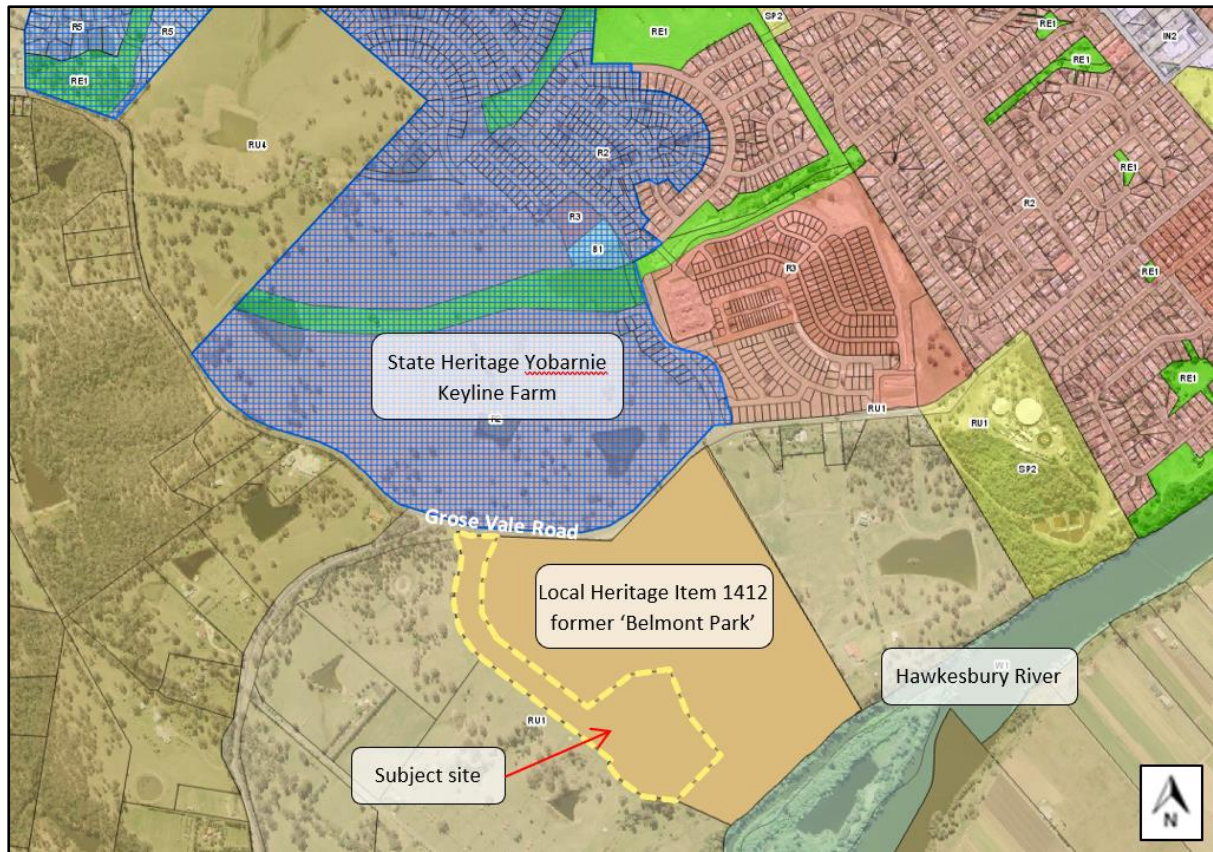 R5
R5
RE1
RE1
SP2
RE1
IN2
RE1
RU4
R2
RE1
R3
B1
R2
RE1
R3
State Heritage Yobarnie
Keyline Farm
R2
RE1
RU1
RU1
SP2
Grose Vale Road
Local Heritage Item 1412
former ‘Belmont Park’
W1
Hawkesbury River
RU1
Subject site
N